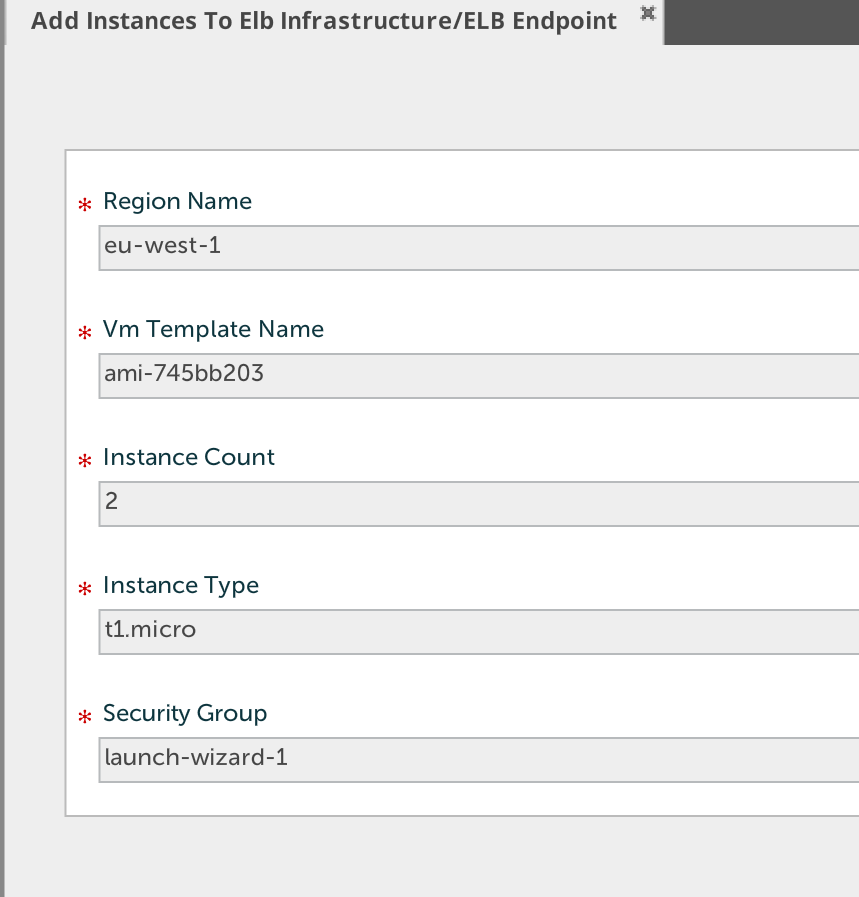 Add Instances To Elb Infrastructure/ELB Endpoint
* Region Name
eu-west-1
* Vm Template Name
ami-745bb203
* Instance Count
2
* Instance Type
t1.micro
* Security Group
launch-wizard-1